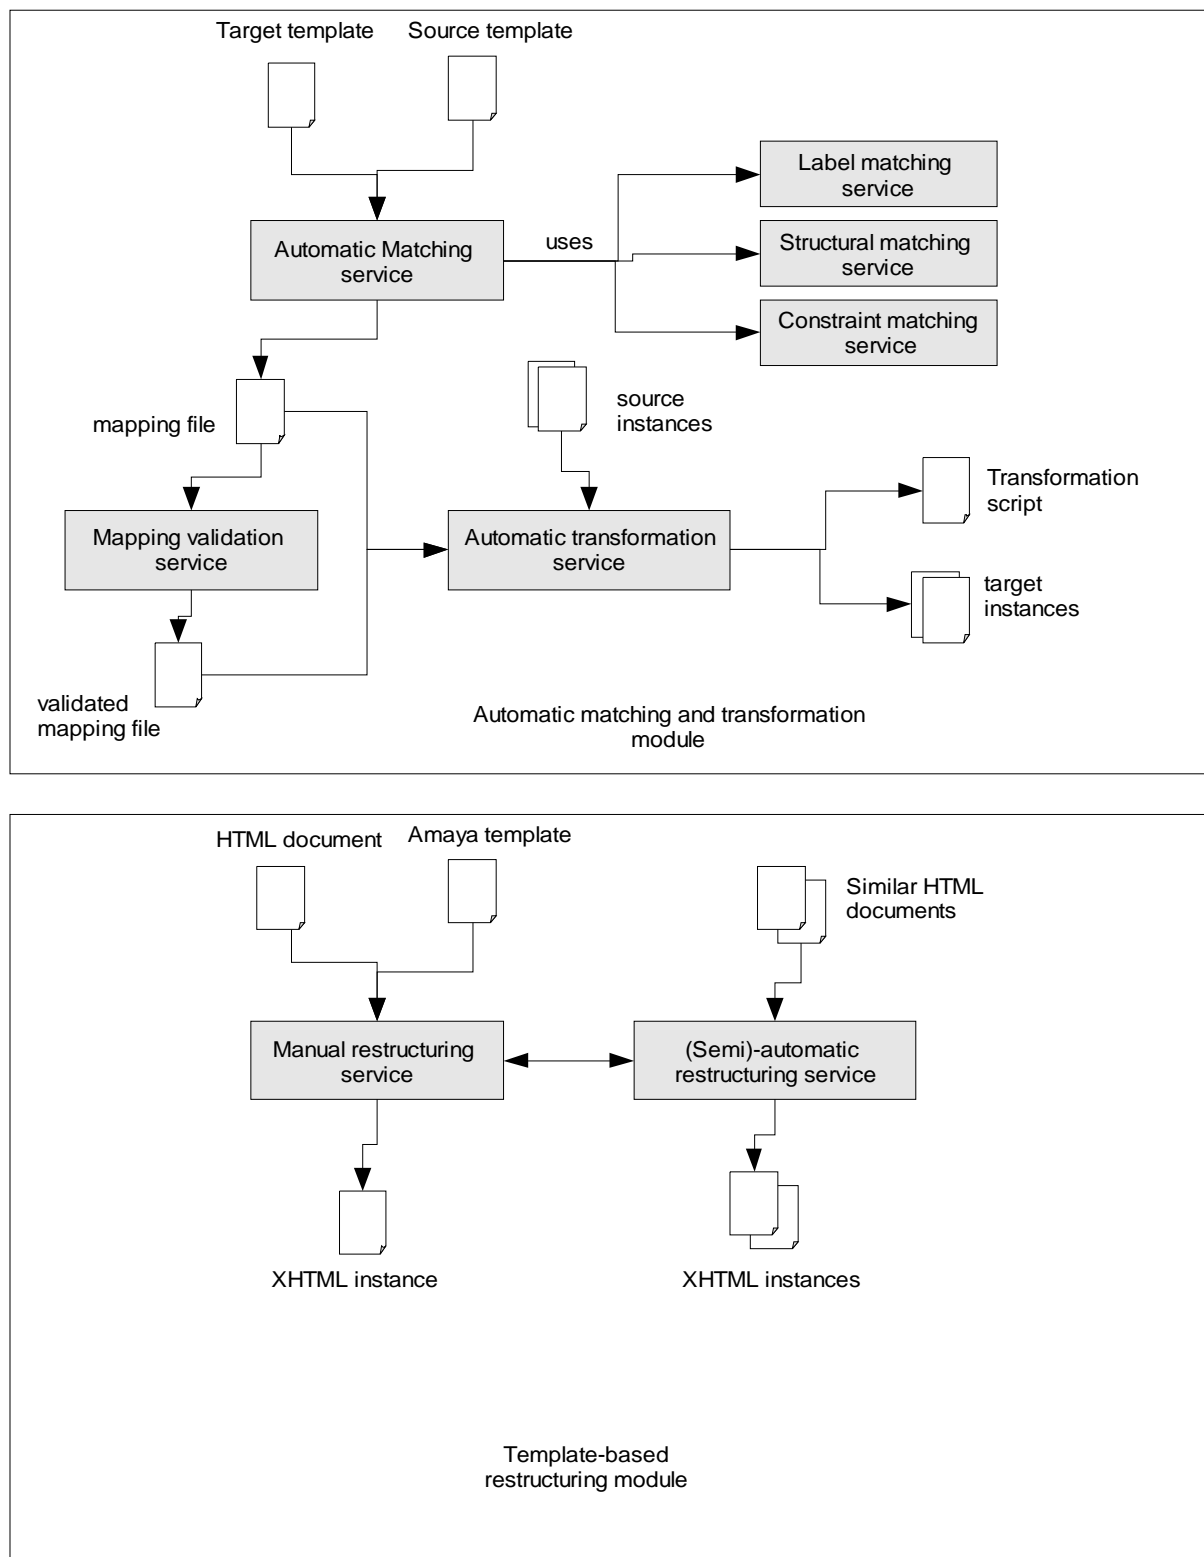 Target template
Source template
Label matching
service
Automatic Matching
service
uses
Structural matching
service
Constraint matching
service
mapping file
source
instances
Transformation
script
Mapping validation
service
Automatic transformation
service
target
instances
validated
mapping file
Automatic matching and transformation
module
HTML document
Amaya template
Similar HTML
documents
Manual restructuring
service
(Semi)-automatic
restructuring service
XHTML instance
XHTML instances
Template-based
restructuring module